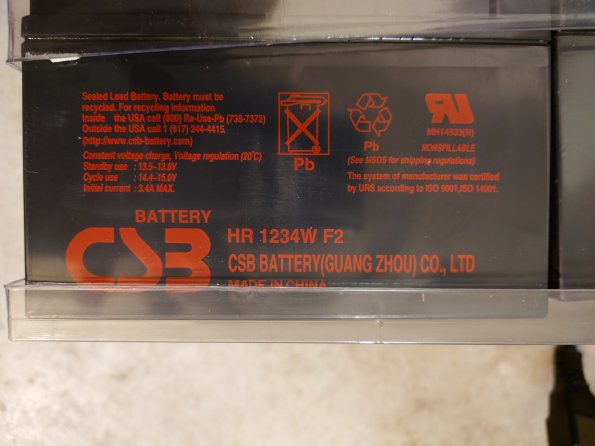 Sealed Lead Battery. Battery must be
recycled. For recycling information
Inside the USA call (800) Re-Use-Pb (738-7372)
Outside the USA call 1 (817) 244-4415.
(http://www.csb-battery.com)
Constant voltage charge, Voltage regulation (20°C)
Standby use : 13.5-13.8V
Cycle use : 14.4-15.0V
Initial current : 3.4A MAX.
Pb
Pb
RU
MH14533(N)
NONSPILLABLE
(See MSDS for shipping regulations)
The system of manufacturer was certified
by URS according to ISO 9001,ISO 14001.
BATTERY
CSB
HR 1234W F2
CSB BATTERY(GUANG ZHOU) CO., LTD
MADE IN CHINA